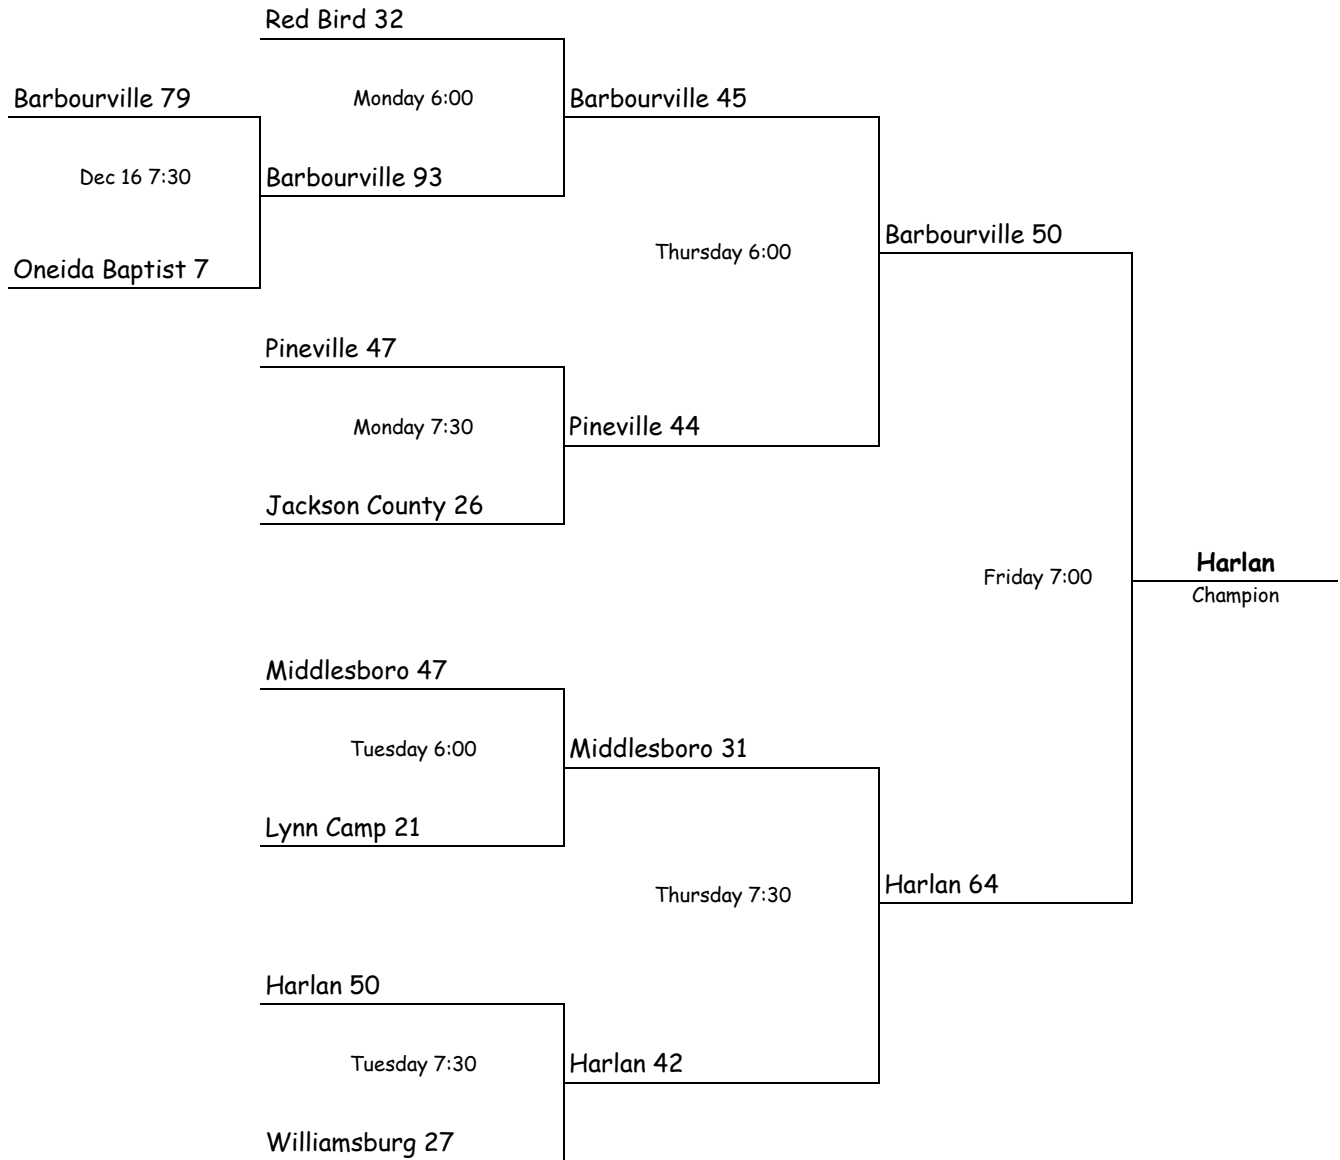 Red Bird 32
Barbourville 79
Monday 6:00
Barbourville 45
Dec 16 7:30
Barbourville 93
Barbourville 50
Thursday 6:00
Oneida Baptist 7
Pineville 47
Monday 7:30
Pineville 44
Jackson County 26
Harlan
Friday 7:00
Champion
Middlesboro 47
Tuesday 6:00
Middlesboro 31
Lynn Camp 21
Harlan 64
Thursday 7:30
Harlan 50
Tuesday 7:30
Harlan 42
Williamsburg 27